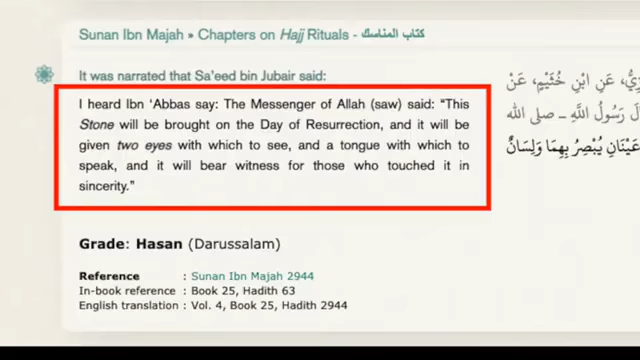 Sunan Ibn Majah » Chapters on Hajj Rituals - كتاب المناسك
It was narrated that Sa'eed bin Jubair said:
I heard Ibn 'Abbas say: The Messenger of Allah (saw) said: "This
Stone will be brought on the Day of Resurrection, and it will be
given two eyes with which to see, and a tongue with which to
speak, and it will bear witness for those who touched it in
sincerity."
عَنِ ابْنِ خُثَيْمٍ، عَنْ
رَسُولُ اللَّهِ ـ صلى الله
عَيْنَانِ يُبْصِرُ بِهِمَا وَلِسَانٌ
Grade: Hasan (Darussalam)
Reference : Sunan Ibn Majah 2944
In-book reference : Book 25, Hadith 63
English translation : Vol. 4, Book 25, Hadith 2944